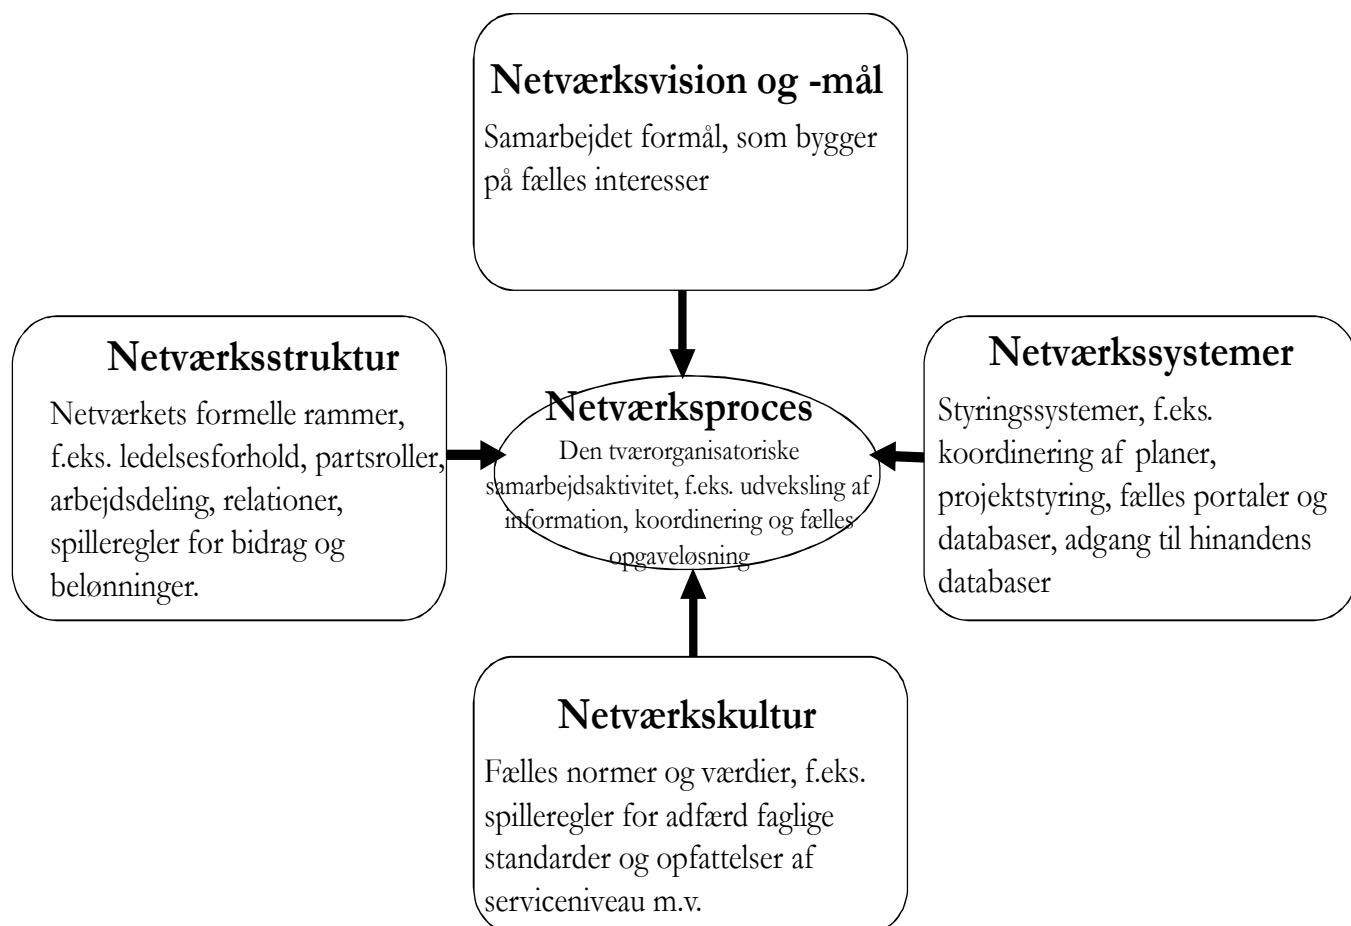 Netværksvision og -mål
Samarbejdet formål, som bygger
på fælles interesser
Netværksstruktur
Netværkets formelle rammer,
f.eks. ledelsesforhold, partsroller,
arbejdsdeling, relationer,
spilleregler for bidrag og
belønninger.
Netværksproces
Den tværorganisatoriske
samarbejdsaktivitet, f.eks. udveksling af
information, koordinering og fælles
opgaveløsning
Netværkssystemer
Styringssystemer, f.eks.
koordinering af planer,
projektstyring, fælles portaler og
databaser, adgang til hinandens
databaser
Netværkskultur
Fælles normer og værdier, f.eks.
spilleregler for adfærd faglige
standarder og opfattelser af
serviceniveau m.v.